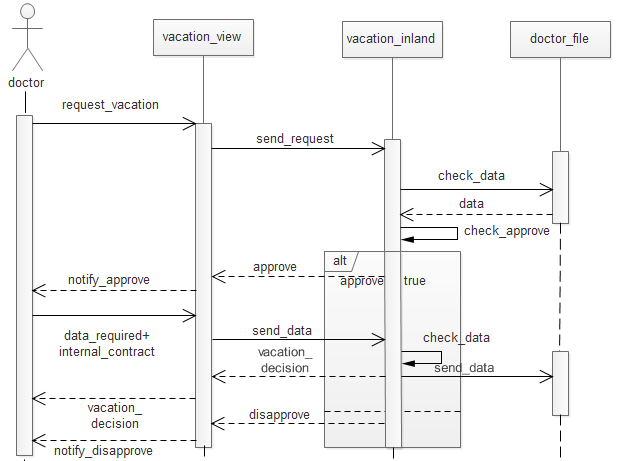 doctor
vacation_view
vacation_inland
doctor_file
request_vacation
send_request
check_data
data
check_approve
alt
approve
true
approve
notify_approve
data_required+
internal_contract
send_data
check_data
vacation_
decision
send_data
vacation_
decision
disapprove
notify_disapprove